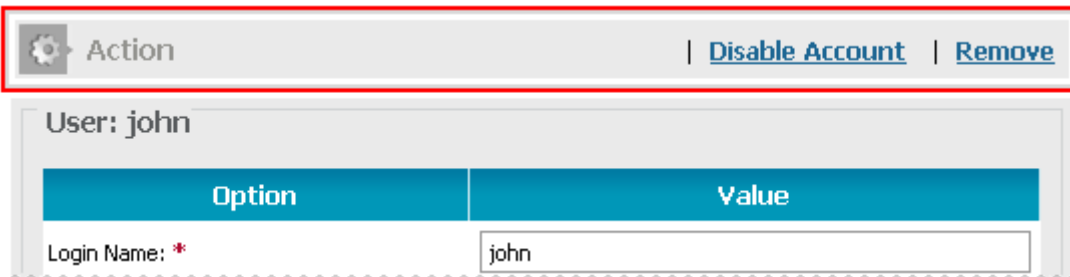 Action | Disable Account | Remove
User: john
Option Value
Login Name: * john